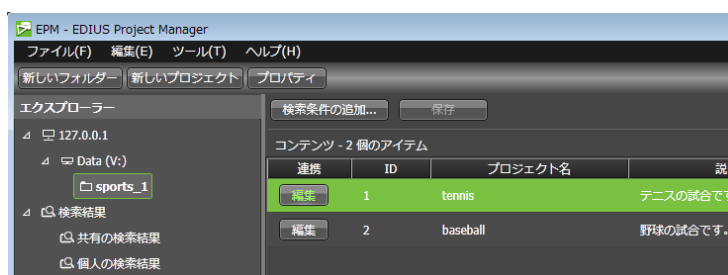 EPM - EDIUS Project Manager
ファイル(F) 編集(E) ツール(T) ヘルプ(H)
新しいフォルダー 新しいプロジェクト プロパティ
エクスプローラー
127.0.0.1
Data (V:)
sports_1
検索結果
共有の検索結果
個人の検索結果
検索条件の追加... 保存
コンテンツ - 2 個のアイテム
連携 ID プロジェクト名 説
編集 1 tennis テニスの試合です
編集 2 baseball 野球の試合です。